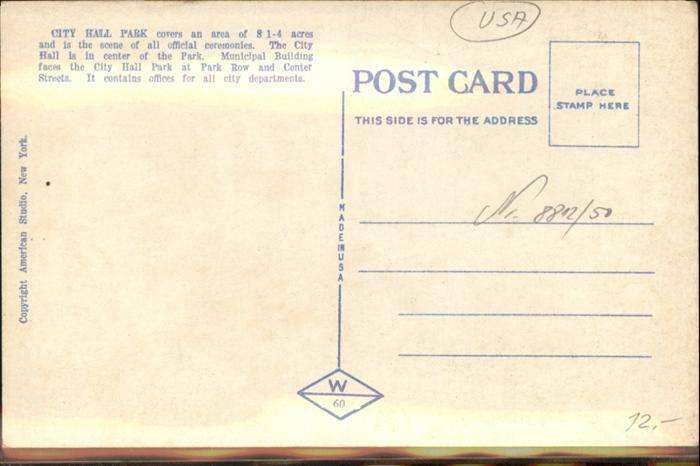 CITY HALL PARK covers an area of 8 1-4 acres
and is the scene of all official ceremonies. The City
Hall is in center of the Park. Municipal Building
faces the City Hall Park at Park Row and Center
Streets. It contains offices for all city departments.
USA
POST CARD
THIS SIDE IS FOR THE ADDRESS
PLACE
STAMP HERE
Copyright American Studio, New York.
MADE IN USA
Nr. 8812/50
W
60
12,-